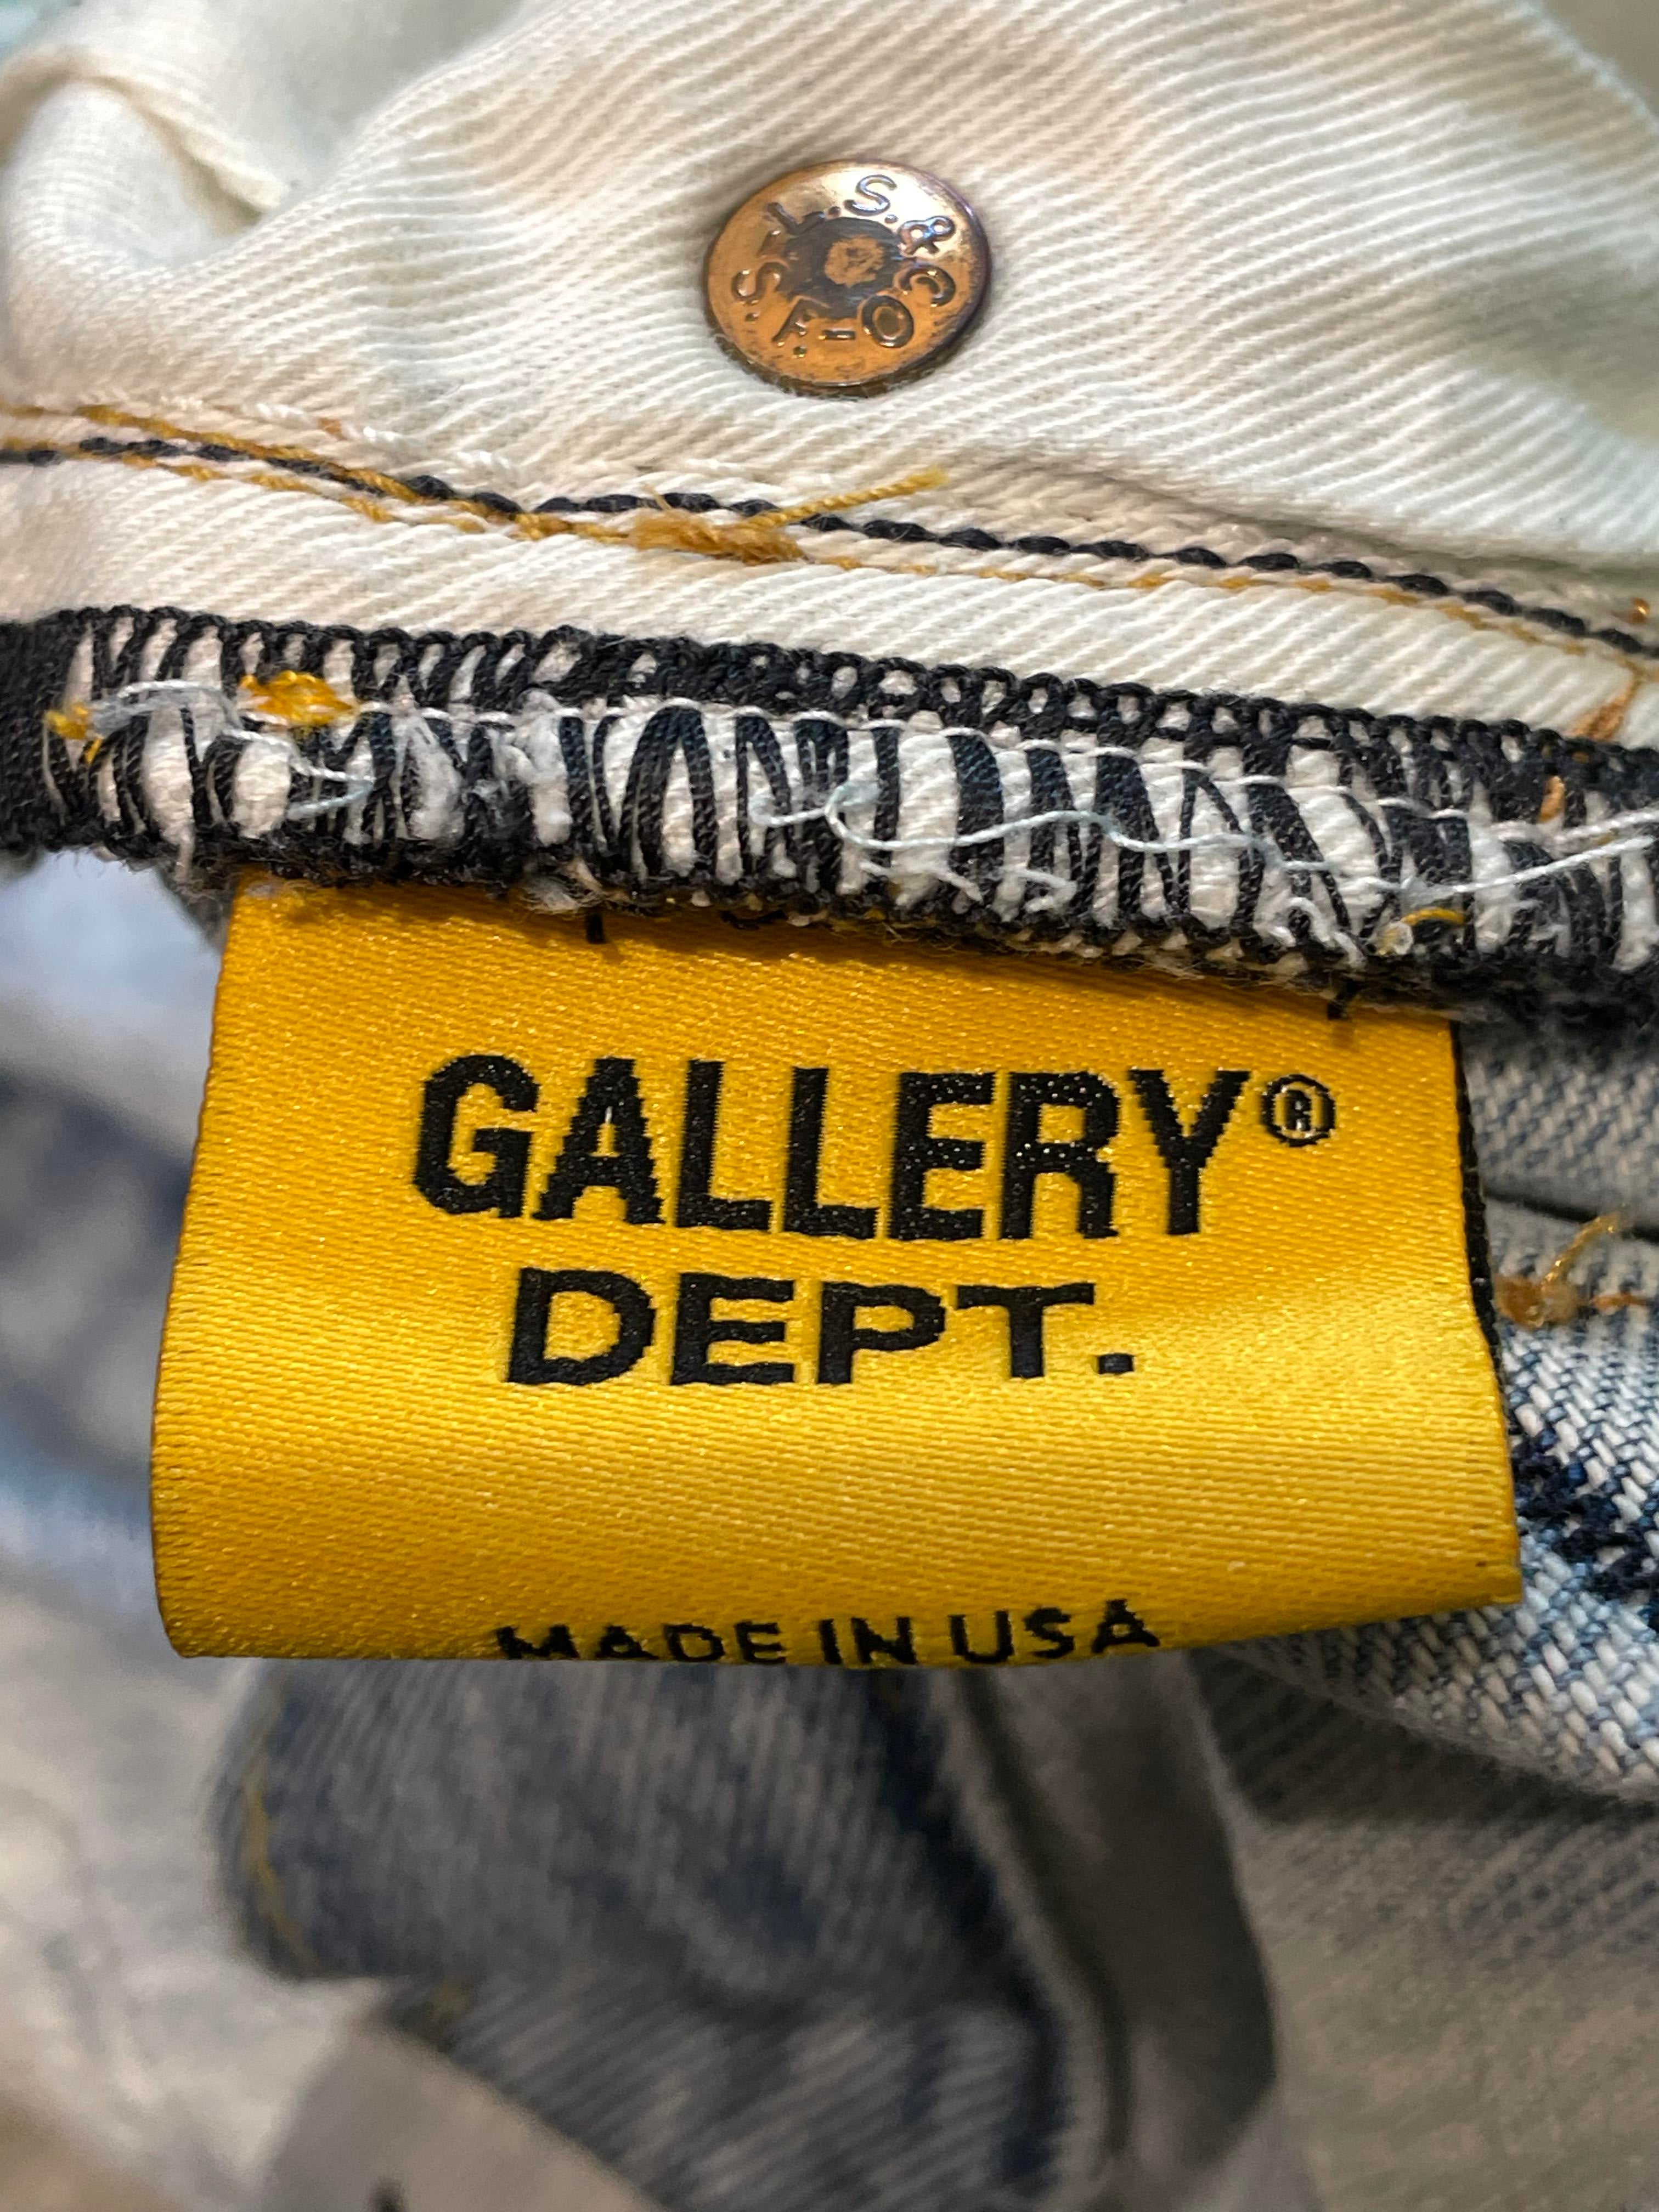 L.S.&CO-S.F.-
GALLERY®
DEPT.
MADE IN USA